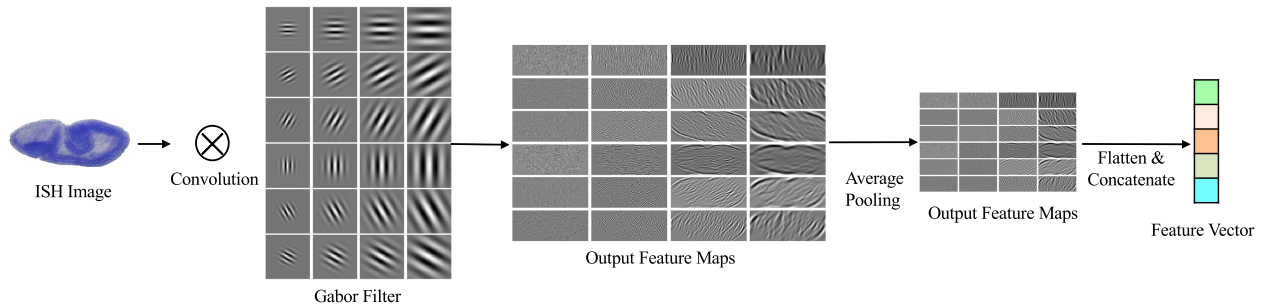 ISH Image
Convolution
Gabor Filter
Output Feature Maps
Average
Pooling
Output Feature Maps
Flatten &
Concatenate
Feature Vector